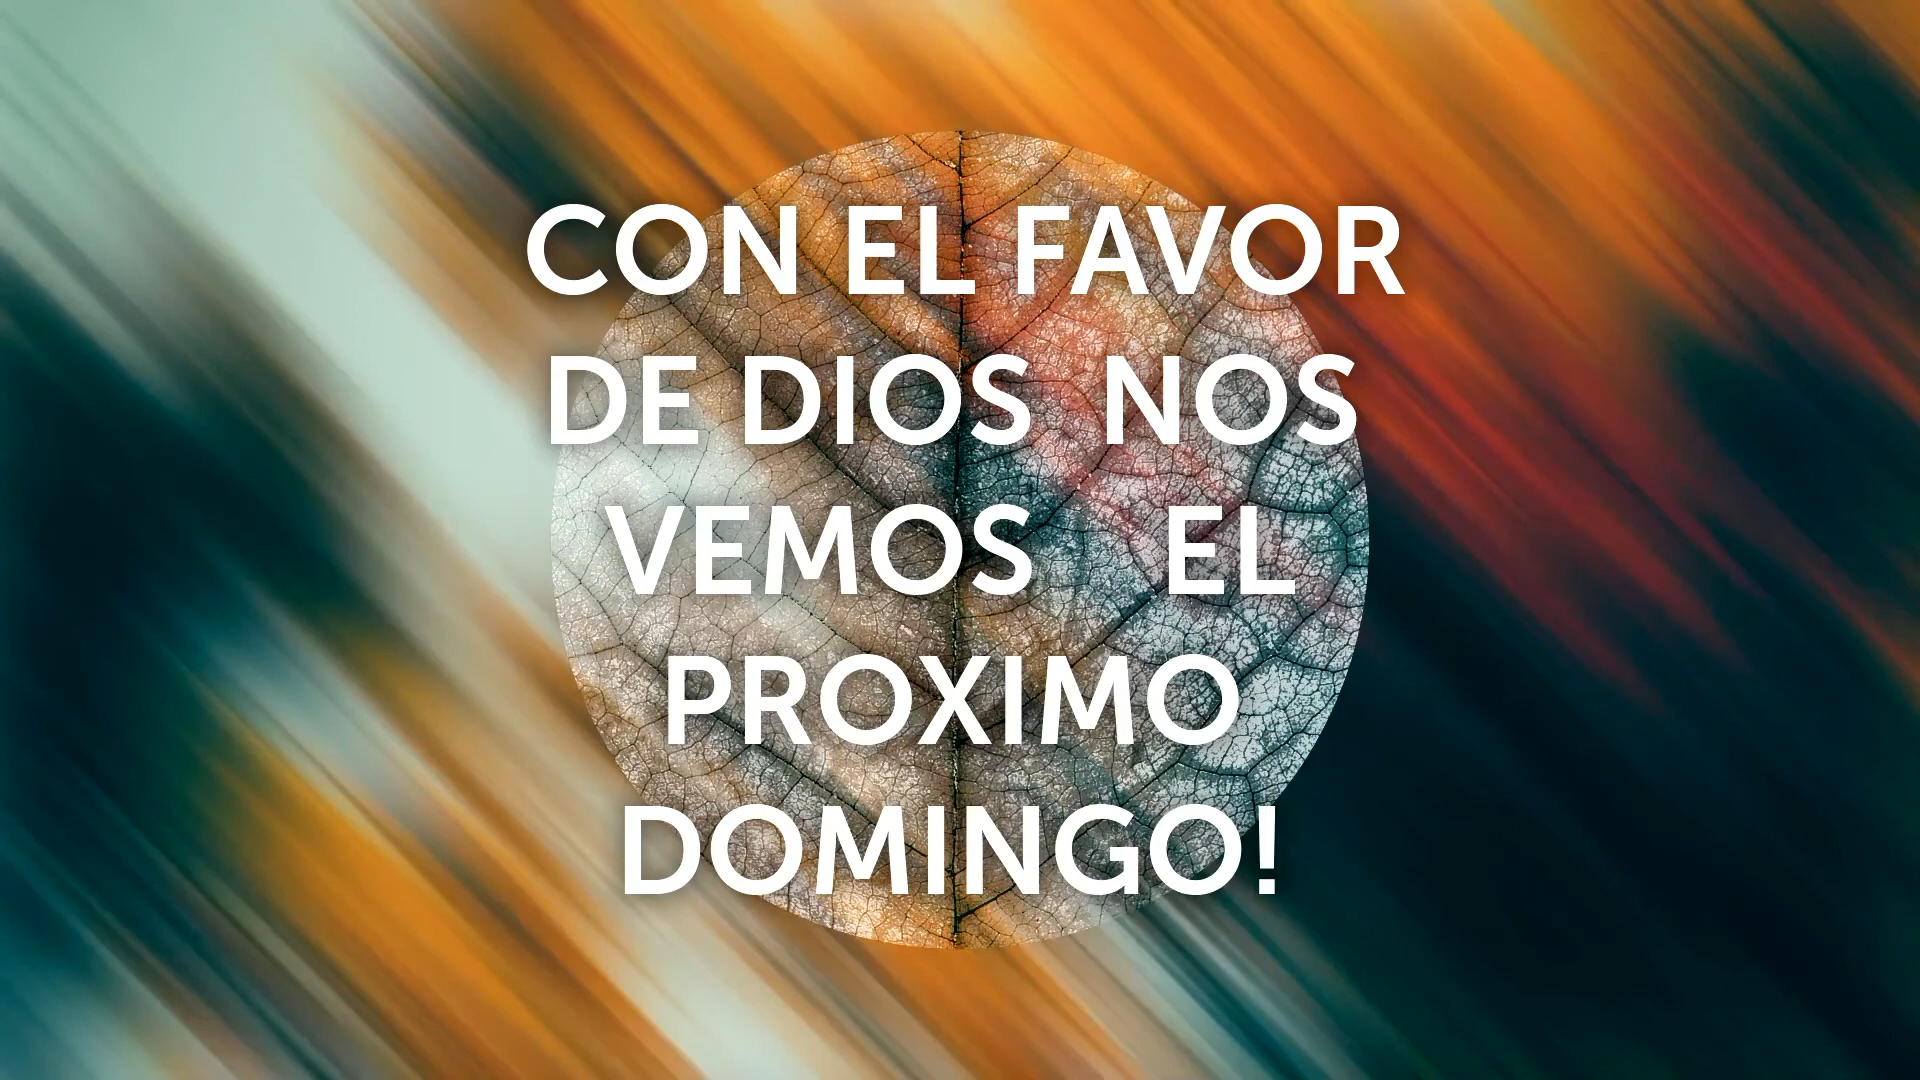 CON EL FAVOR
DE DIOS  NOS
VEMOS    EL
PROXIMO
DOMINGO!